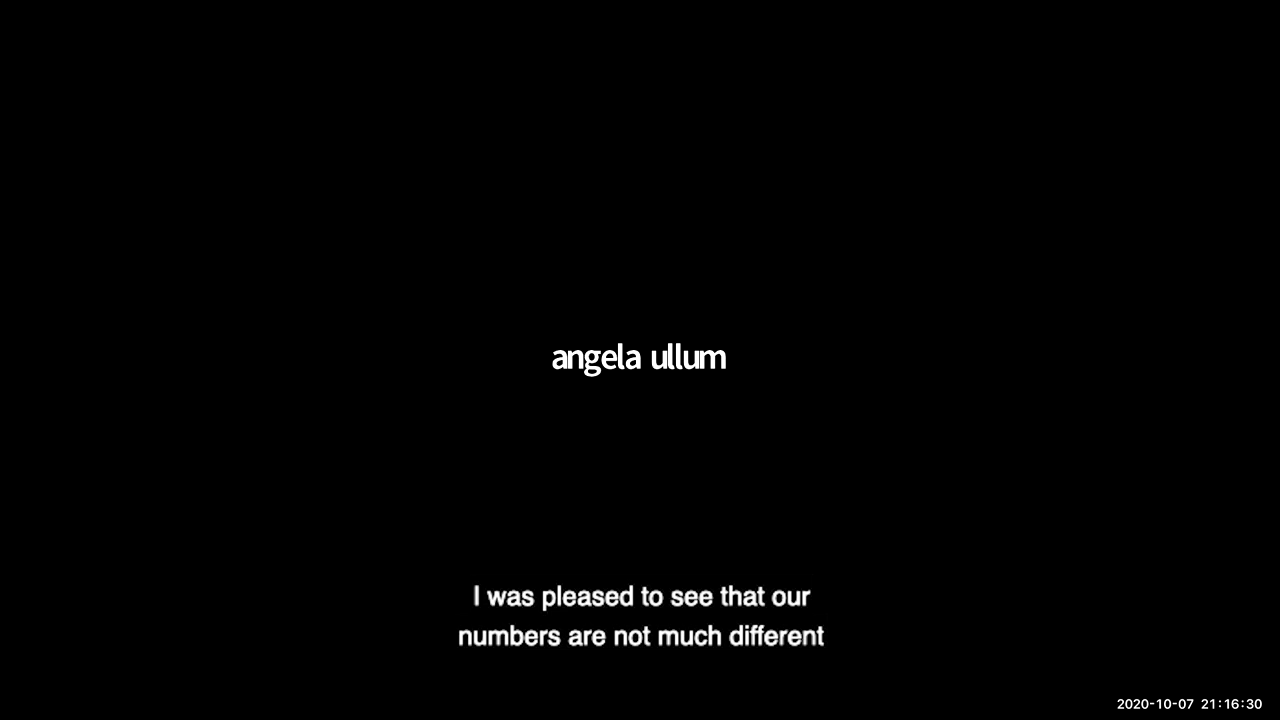 angela ullum
I was pleased to see that our
numbers are not much different
2020-10-07 21:16:30